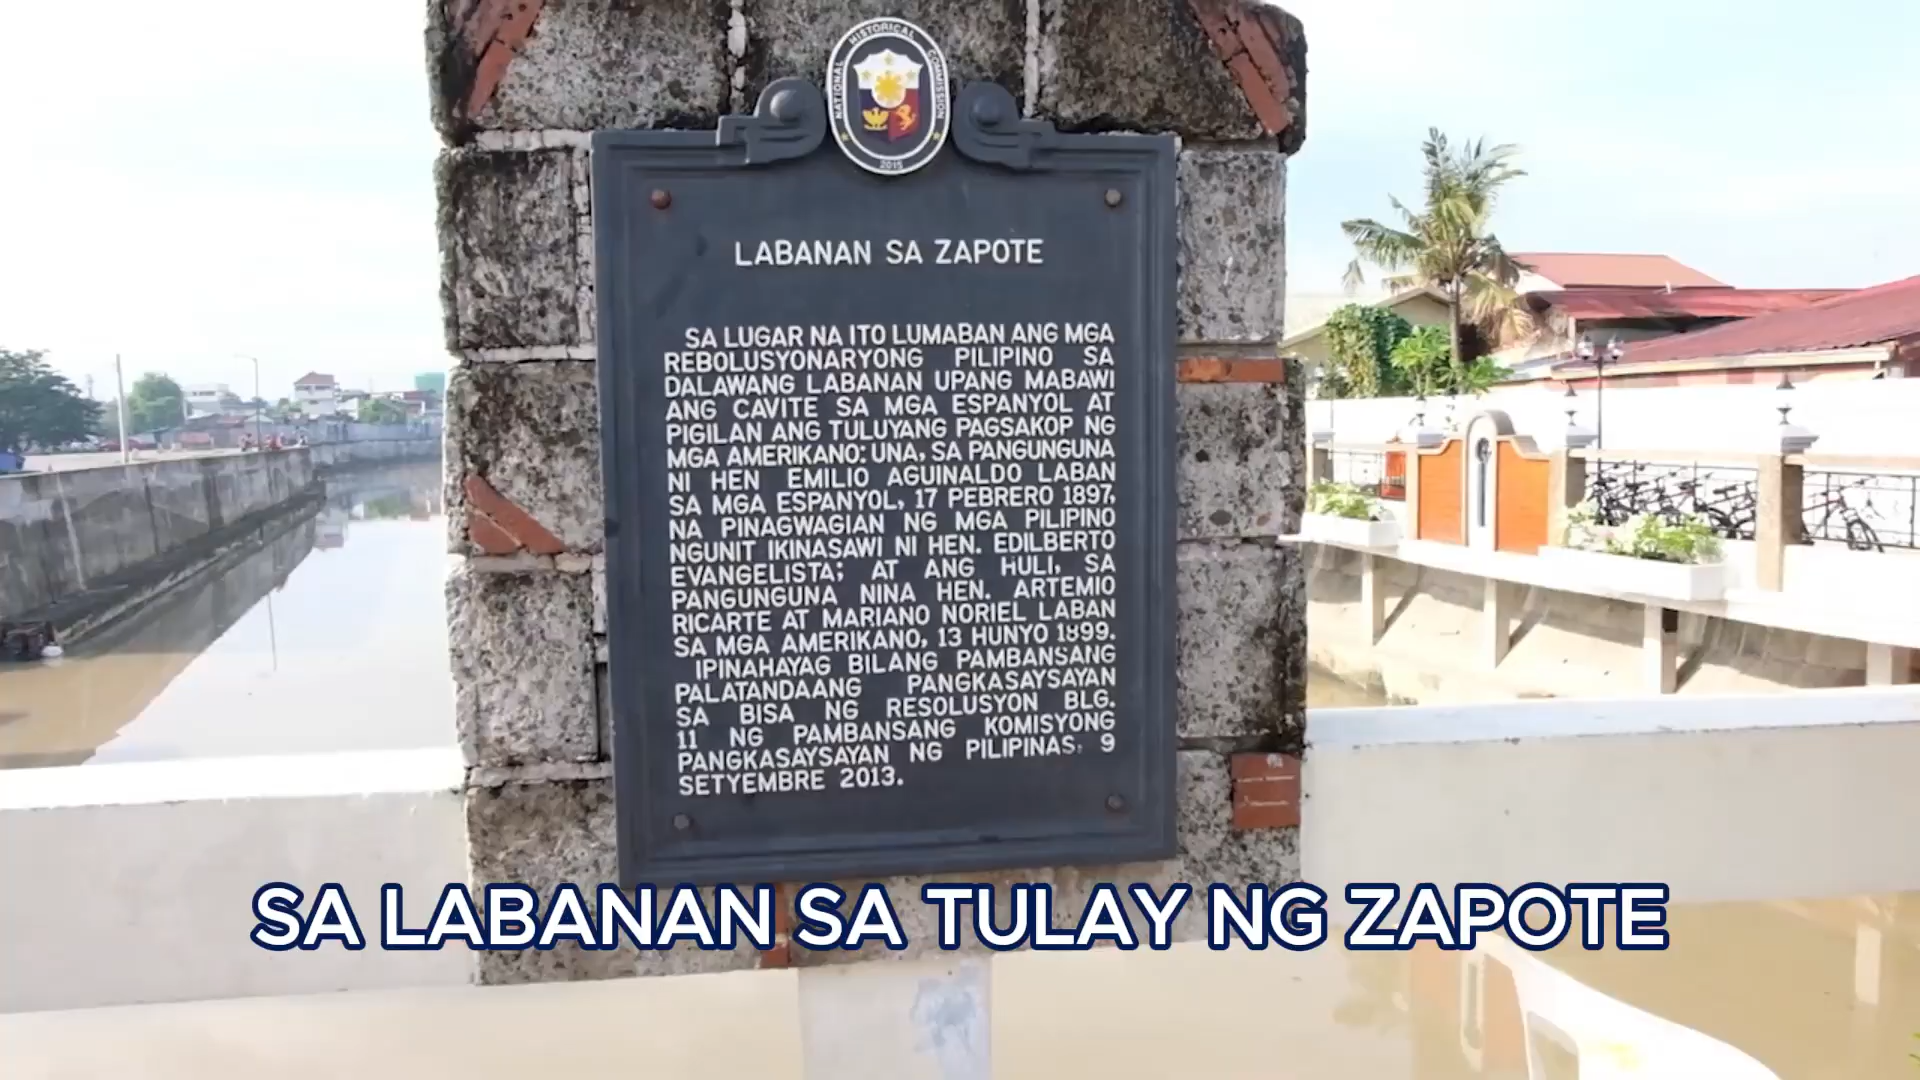 NATIONAL HISTORICAL COMMISSION
2015
LABANAN SA ZAPOTE
SA LUGAR NA ITO LUMABAN ANG MGA
REBOLUSYONARYONG PILIPINO SA
DALAWANG LABANAN UPANG MABAWI
ANG CAVITE SA MGA ESPANYOL AT
PIGILAN ANG TULUYANG PAGSAKOP NG
MGA AMERIKANO: UNA, SA PANGUNGUNA
NI HEN EMILIO AGUINALDO LABAN
SA MGA ESPANYOL, 17 PEBRERO 1897,
NA PINAGWAGIAN NG MGA PILIPINO
NGUNIT IKINASAWI NI HEN. EDILBERTO
EVANGELISTA; AT ANG HULI, SA
PANGUNGUNA NINA HEN. ARTEMIO
RICARTE AT MARIANO NORIEL LABAN
SA MGA AMERIKANO, 13 HUNYO 1899.
IPINAHAYAG BILANG PAMBANSANG
PALATANDAANG PANGKASAYSAYAN
SA BISA NG RESOLUSYON BLG.
11 NG PAMBANSANG KOMISYONG
PANGKASAYSAYAN NG PILIPINAS, 9
SETYEMBRE 2013.
SA LABANAN SA TULAY NG ZAPOTE